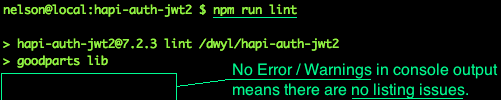 nelson@local:hapi-auth-jwt2 $ npm run lint
> hapi-auth-jwt2@7.2.3 lint /dwyl/hapi-auth-jwt2
> goodparts lib
No Error / Warnings in console output
means there are no listing issues.